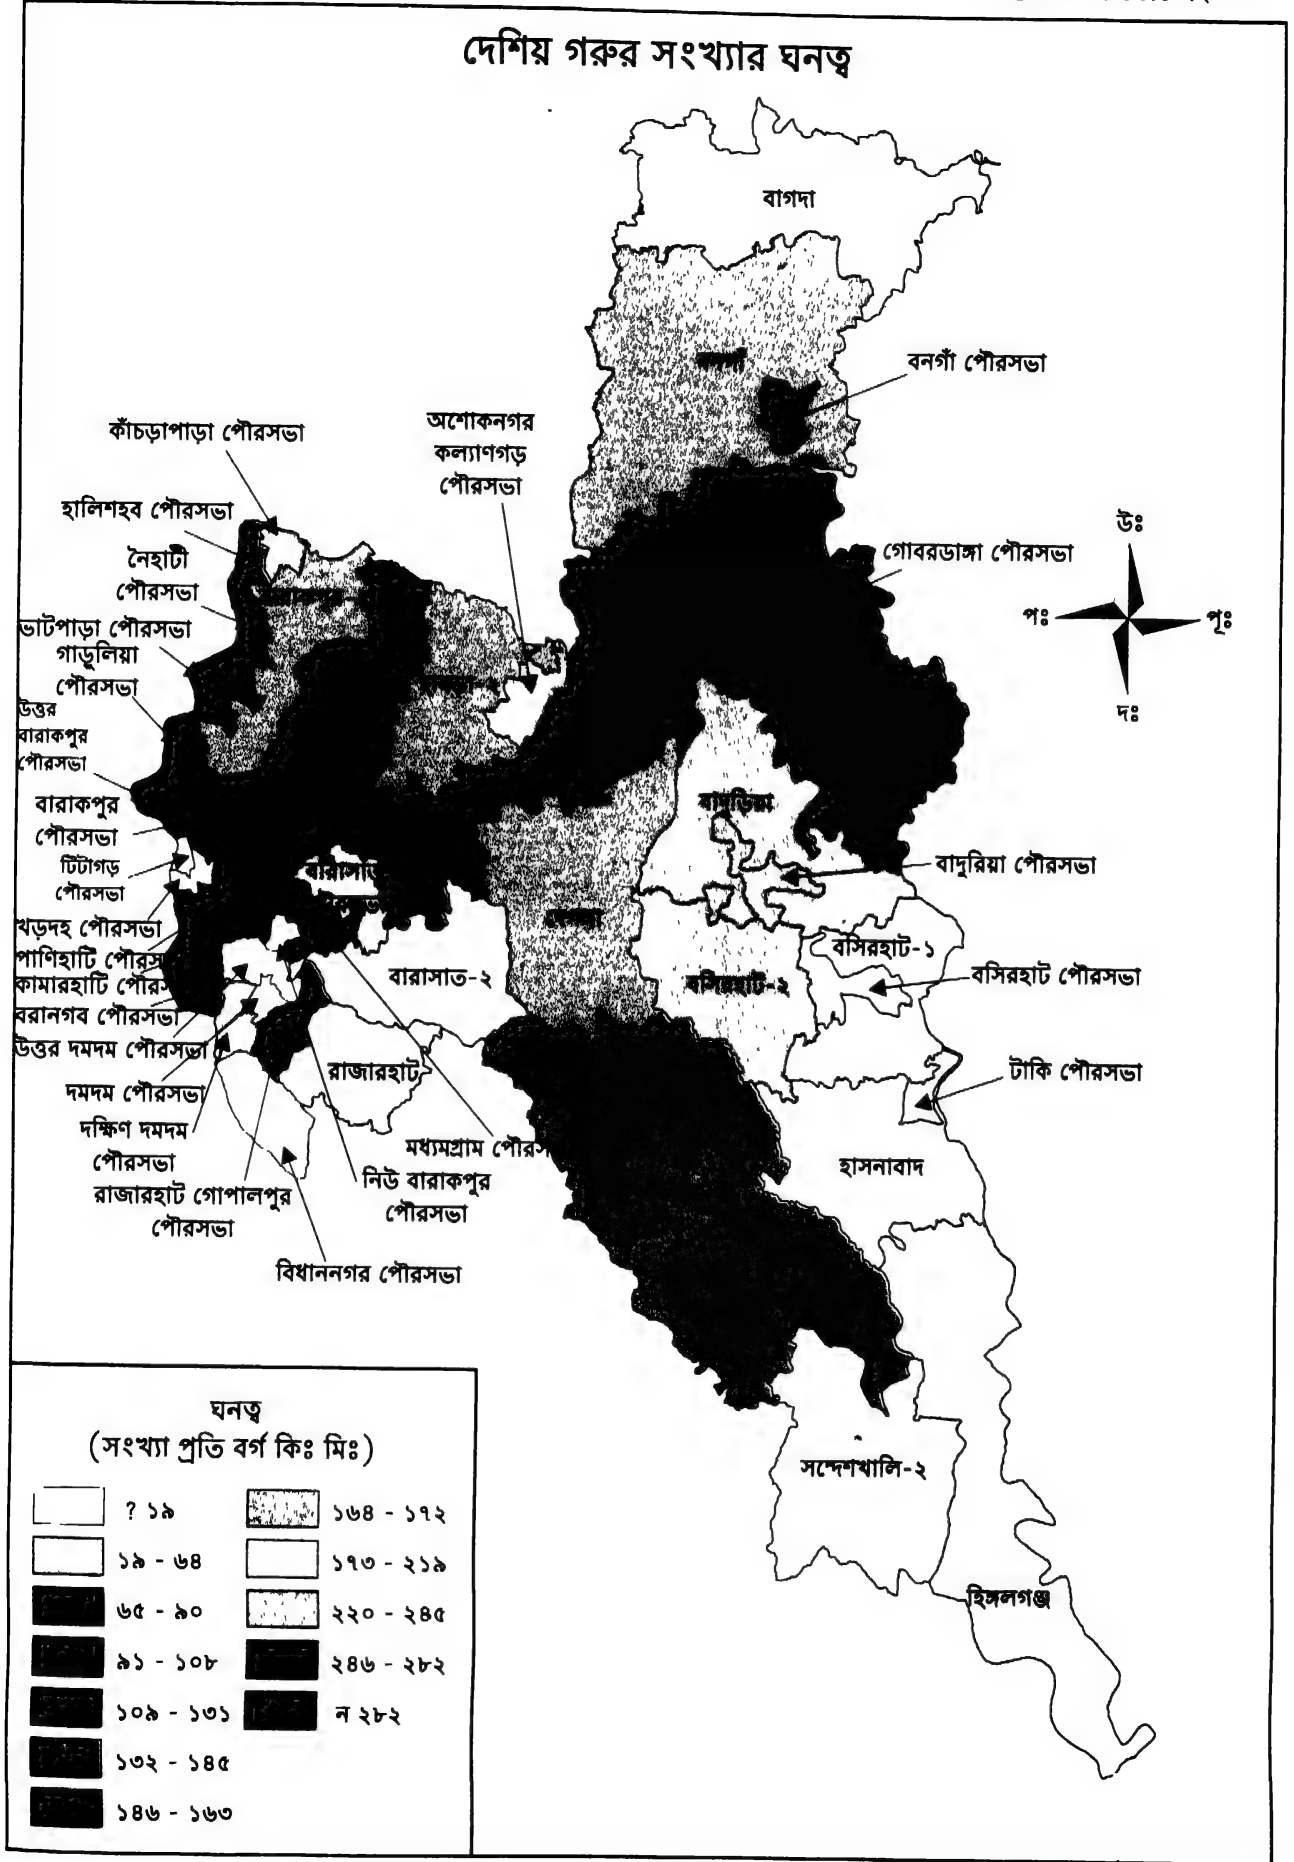 দেশিয় গরুর সংখ্যার ঘনত্ব
বাগদা
বনগাঁ পৌরসভা
অশোকনগর
কল্যাণগড়
পৌরসভা
কাঁচড়াপাড়া পৌরসভা
হালিশহব পৌরসভা
নৈহাটী
পৌরসভা
ভাটপাড়া পৌরসভা
গাড়ুলিয়া
পৌরসভা
উত্তর
বারাকপুর
পৌরসভা
বারাকপুর
পৌরসভা
টিটাগড়
পৌরসভা
খড়দহ পৌরসভা
পাণিহাটি পৌরস
কামারহাটি পৌর
বরানগব পৌরসভা
উত্তর দমদম পৌরসভা
দমদম পৌরসভা
দক্ষিণ দমদম
পৌরসভা
রাজারহাট গোপালপুর
পৌরসভা
বিধাননগর পৌরসভা
নিউ বারাকপুর
পৌরসভা
মধ্যমগ্রাম পৌরস
গোবরডাঙ্গা পৌরসভা
উঃ
পঃ
পূঃ
দঃ
বাদুড়িয়া
বাদুরিয়া পৌরসভা
বারাসাত
বারাসাত-২
বসিরহাট-১
বসিরহাট পৌরসভা
বসিরহাট-২
রাজারহাট
টাকি পৌরসভা
হাসনাবাদ
সন্দেশখালি-২
হিঙ্গলগঞ্জ
ঘনত্ব
(সংখ্যা প্রতি বর্গ কিঃ মিঃ)
? ১৯
১৯ - ৬৪
৬৫ - ৯০
৯১ - ১০৮
১০৯ - ১৩১
১৩২ - ১৪৫
১৪৬ - ১৬৩
১৬৪ - ১৭২
১৭৩ - ২১৯
২২০ - ২৪৫
২৪৬ - ২৮২
ন ২৮২